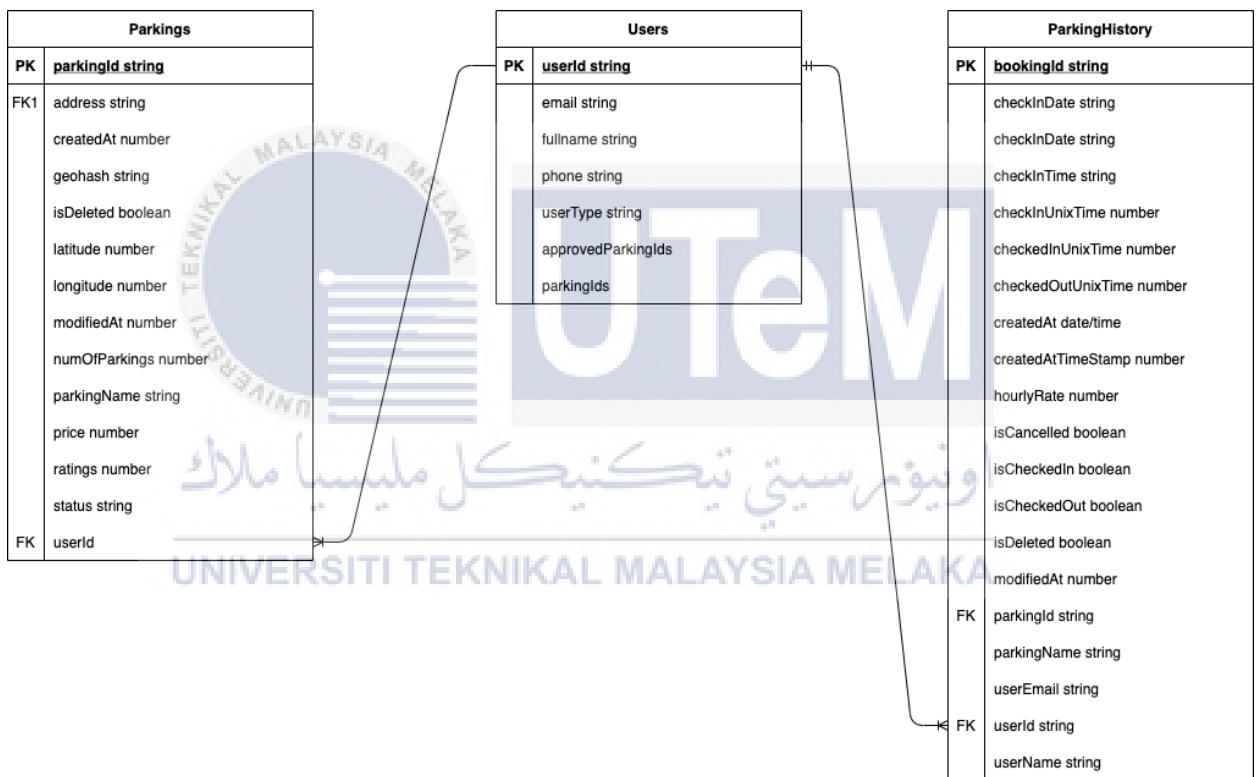 Parkings
PK parkingId string
FK1 address string
createdAt number
geohash string
isDeleted boolean
latitude number
longitude number
modifiedAt number
numOfParkings number
parkingName string
price number
ratings number
status string
FK userId
Users
PK userId string
email string
fullname string
phone string
userType string
approvedParkingIds
parkingIds
ParkingHistory
PK bookingId string
checkInDate string
checkInDate string
checkInTime string
checkInUnixTime number
checkedInUnixTime number
checkedOutUnixTime number
createdAt date/time
createdAtTimeStamp number
hourlyRate number
isCancelled boolean
isCheckedIn boolean
isCheckedOut boolean
isDeleted boolean
modifiedAt number
FK parkingId string
parkingName string
userEmail string
FK userId string
userName string
UNIVERSITI TEKNIKAL MALAYSIA MELAKA
UTeM
اونيۏرسيتي تيكنيكل مليسيا ملاك
UNIVERSITI TEKNIKAL MALAYSIA MELAKA